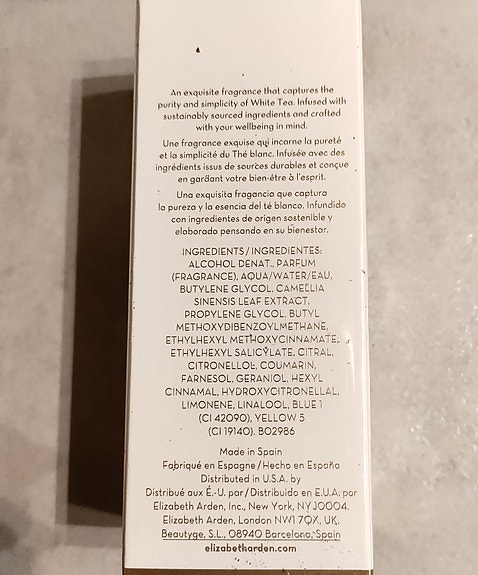 An exquisite fragrance that captures the
purity and simplicity of White Tea. Infused with
sustainably sourced ingredients and crafted
with your wellbeing in mind.
Une fragrance exquise qui incarne la pureté
et la simplicité du Thé blanc. Infusée avec des
ingrédients issus de sources durables et conçue
en gardant votre bien-être à l'esprit.
Una exquisita fragancia que captura
la pureza y la esencia del té blanco. Infundido
con ingredientes de origen sostenible y
elaborado pensando en su bienestar.
INGREDIENTS / INGREDIENTES:
ALCOHOL DENAT., PARFUM
(FRAGRANCE), AQUA/WATER/EAU,
BUTYLENE GLYCOL, CAMELLIA
SINENSIS LEAF EXTRACT,
PROPYLENE GLYCOL, BUTYL
METHOXYDIBENZOYLMETHANE,
ETHYLHEXYL METHOXYCINNAMATE,
ETHYLHEXYL SALICYLATE, CITRAL,
CITRONELLOL, COUMARIN,
FARNESOL, GERANIOL, HEXYL
CINNAMAL, HYDROXYCITRONELLAL,
LIMONENE, LINALOOL, BLUE 1
(CI 42090), YELLOW 5
(CI 19140). B02986
Made in Spain
Fabriqué en Espagne / Hecho en España
Distributed in U.S.A. by
Distribué aux É.-U. par / Distribuido en E.U.A. por
Elizabeth Arden, Inc., New York, NY 10004.
Elizabeth Arden, London NW1 7QX, UK.
Beautyge, S.L., 08940 Barcelona, Spain
elizabetharden.com